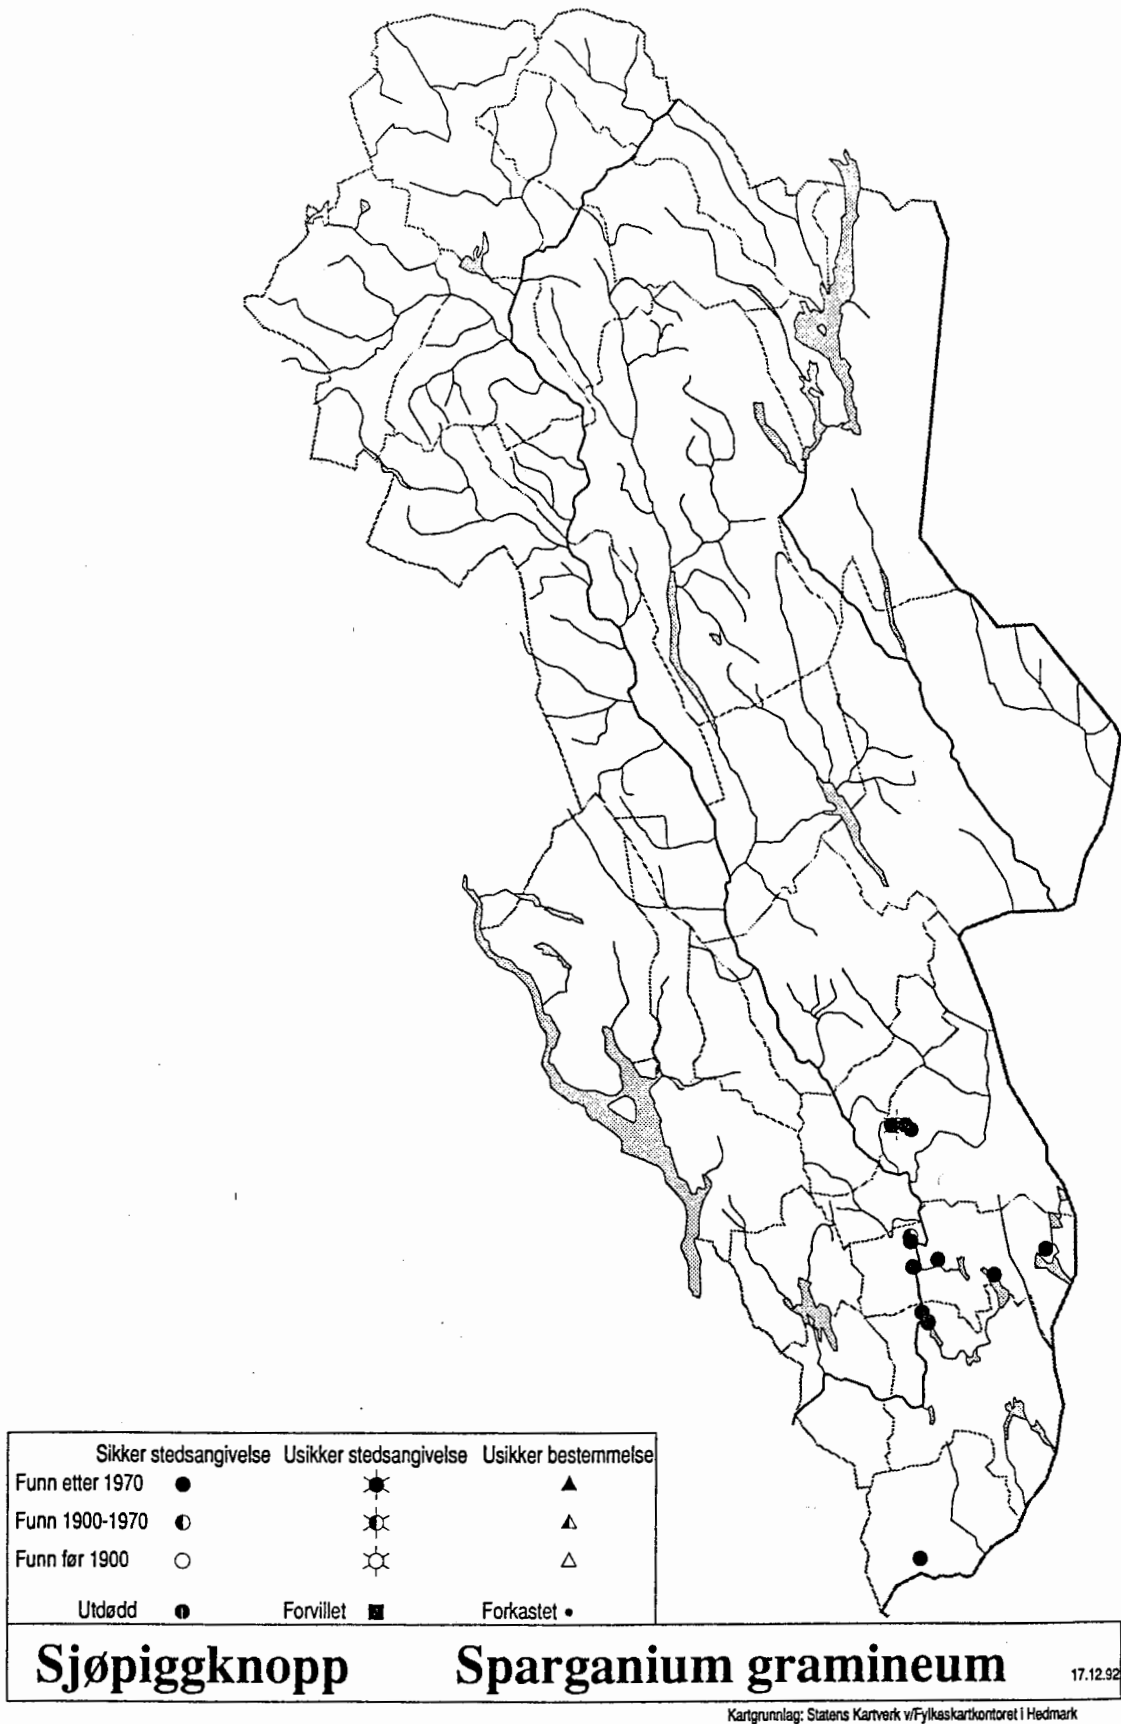 Sikker stedsangivelse Usikker stedsangivelse Usikker bestemmelse
Funn etter 1970
Funn 1900-1970
Funn før 1900
Utdødd Forvillet Forkastet
Sjøpiggknopp Sparganium gramineum 17.12.92
Kartgrunnlag: Statens Kartverk v/Fylkeskartkontoret i Hedmark